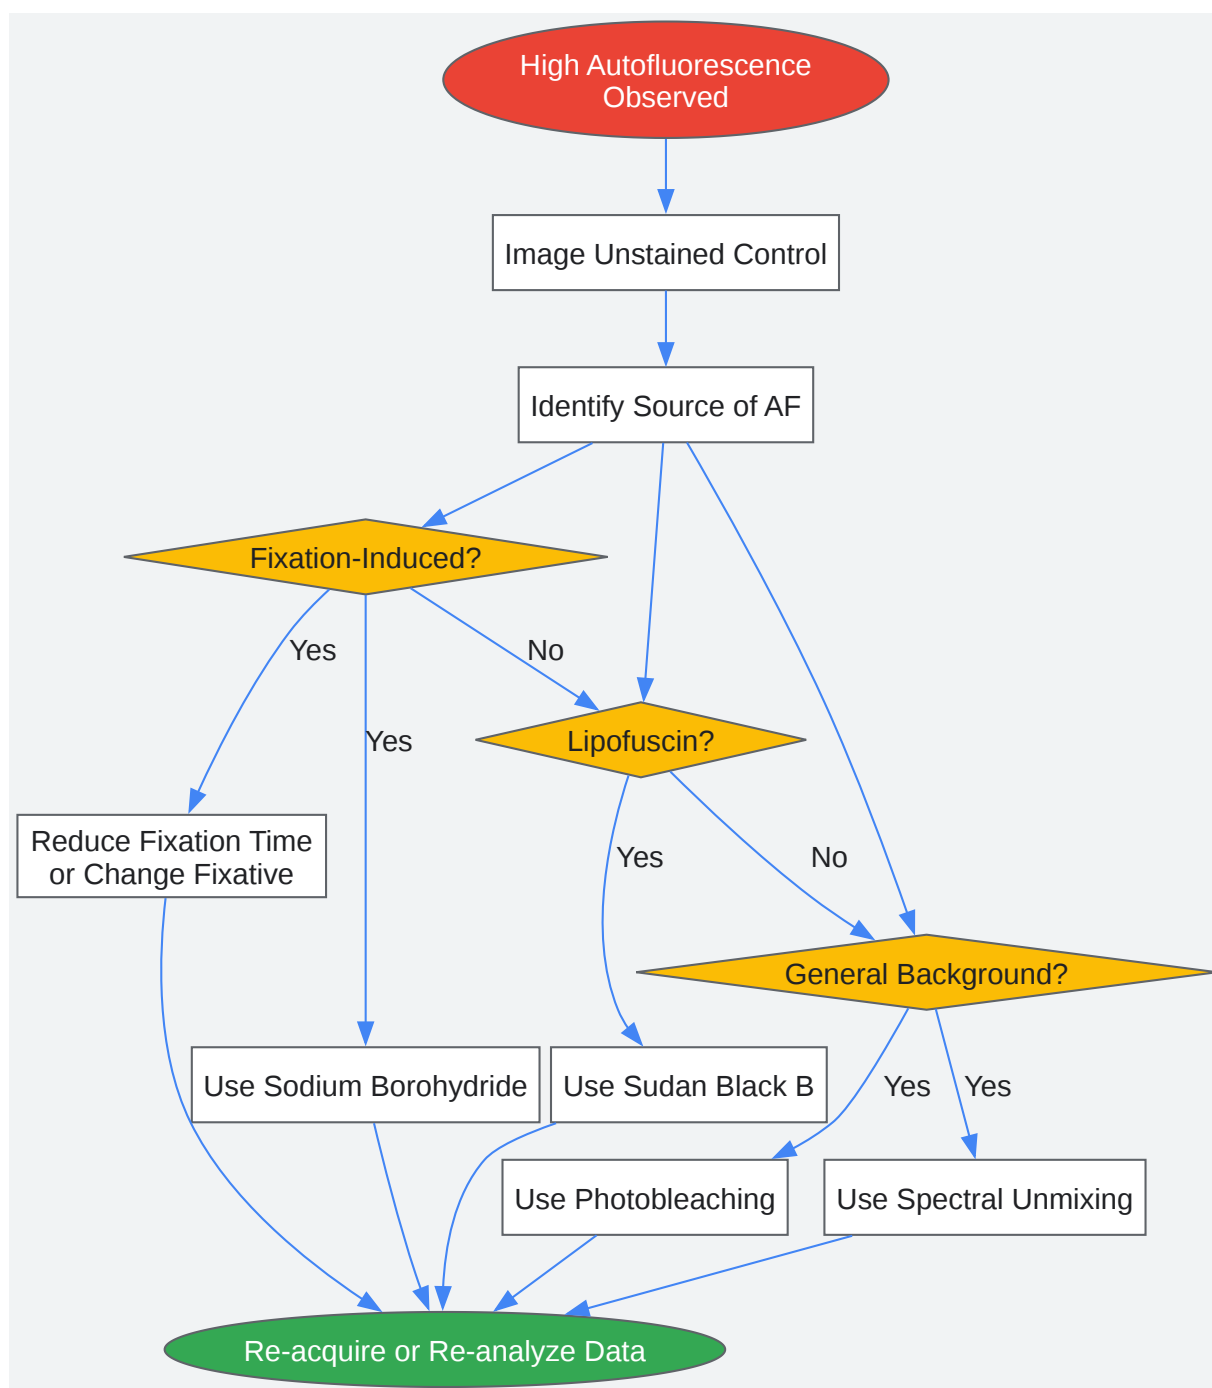 High Autofluorescence
Observed
Image Unstained Control
Identify Source of AF
Fixation-Induced?
Yes
No
Yes
Lipofuscin?
Reduce Fixation Time
or Change Fixative
Yes
No
General Background?
Use Sodium Borohydride
Use Sudan Black B
Yes
Yes
Use Photobleaching
Use Spectral Unmixing
Re-acquire or Re-analyze Data